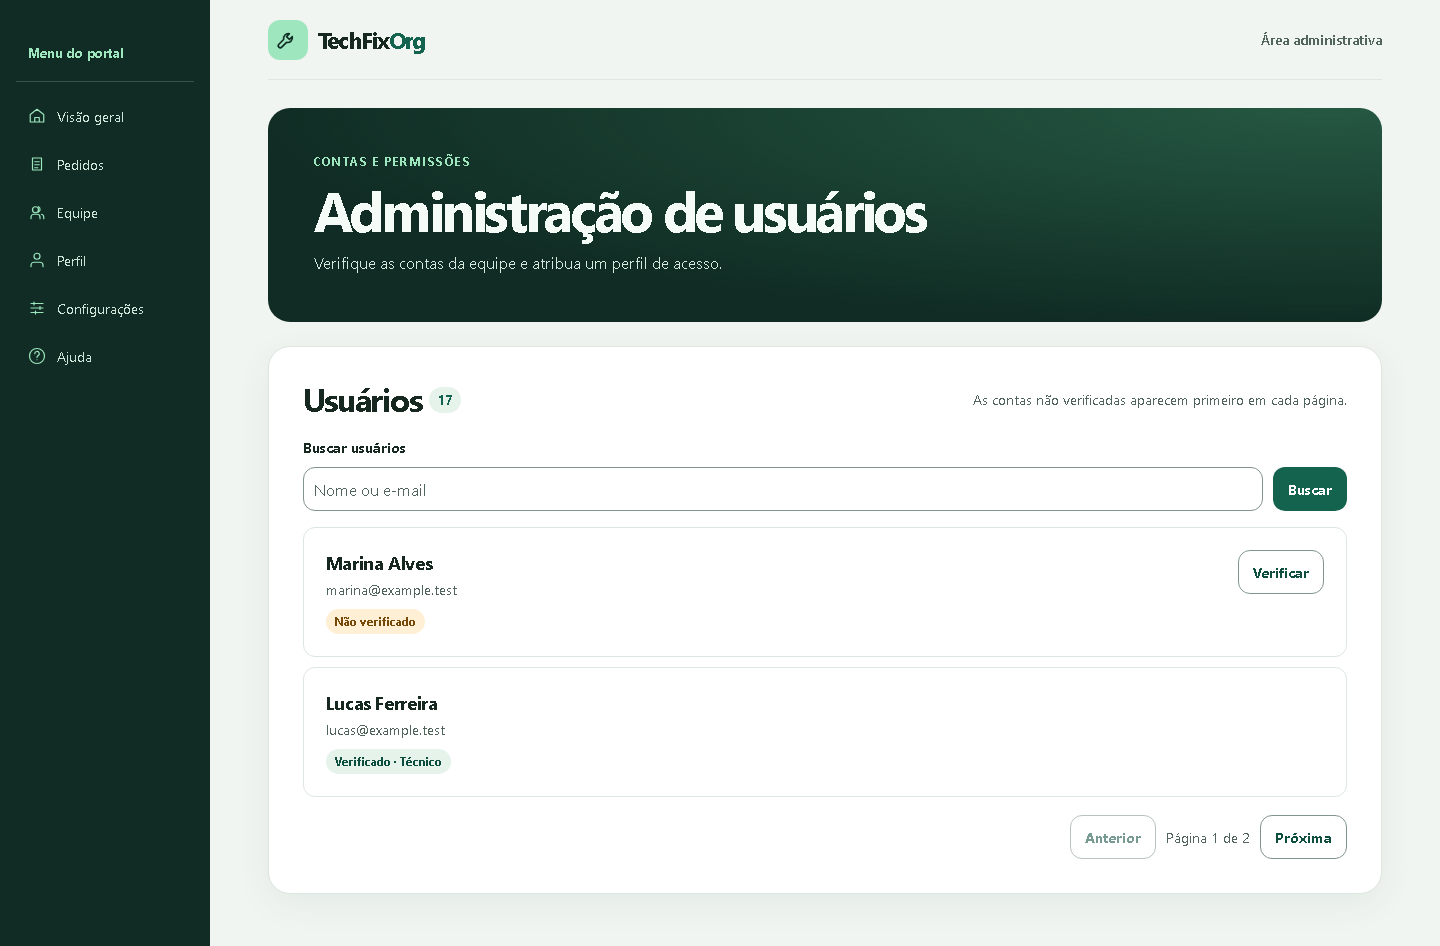 Menu do portal
Visão geral
Pedidos
Equipe
Perfil
Configurações
Ajuda
TechFixOrg
Área administrativa
CONTAS E PERMISSÕES
Administração de usuários
Verifique as contas da equipe e atribua um perfil de acesso.
Usuários 17
As contas não verificadas aparecem primeiro em cada página.
Buscar usuários
Nome ou e-mail
Buscar
Marina Alves
marina@example.test
Não verificado
Verificar
Lucas Ferreira
lucas@example.test
Verificado · Técnico
Anterior
Página 1 de 2
Próxima